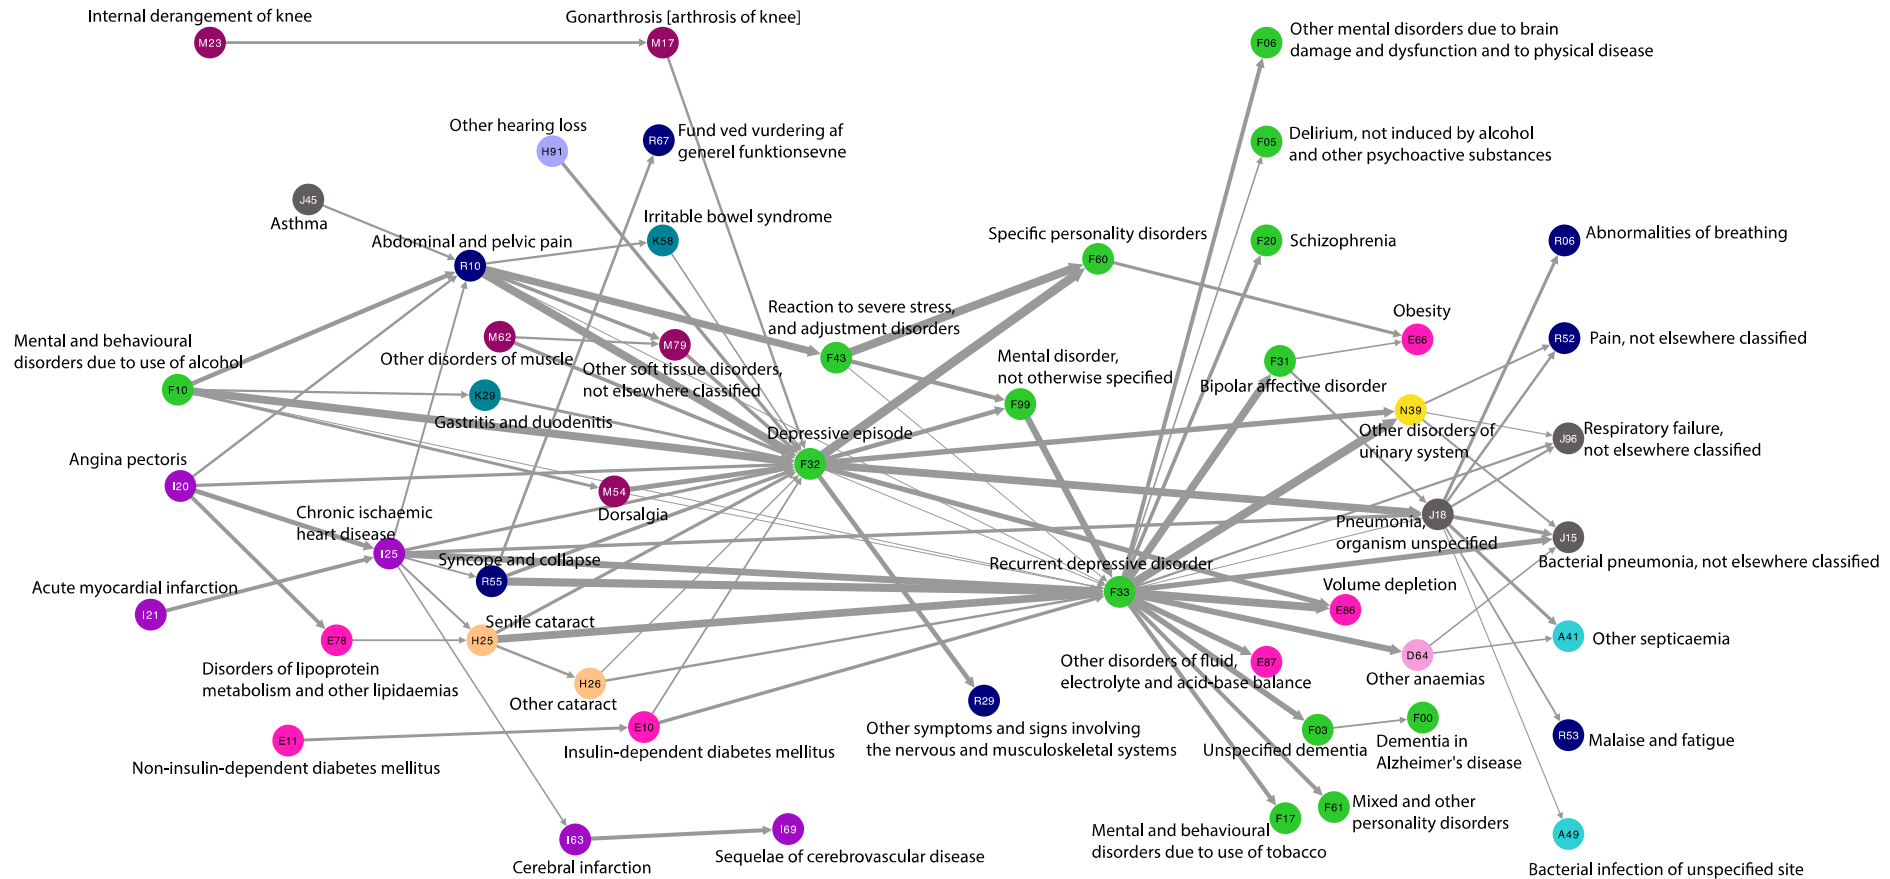 Internal derangement of knee
M23
Gonarthrosis [arthrosis of knee]
M17
F06
Other mental disorders due to brain
damage and dysfunction and to physical disease
Other hearing loss
H91
R67
Fund ved vurdering af
generel funktionsevne
F05
Delirium, not induced by alcohol
and other psychoactive substances
J45
Asthma
Abdominal and pelvic pain
R10
Irritable bowel syndrome
K58
Specific personality disorders
F60
F20
Schizophrenia
R06
Abnormalities of breathing
Mental and behavioural
disorders due to use of alcohol
F10
M62
Other disorders of muscle
M79
Other soft tissue disorders,
not elsewhere classified
Reaction to severe stress,
and adjustment disorders
F43
Mental disorder,
not otherwise specified
F99
F31
Bipolar affective disorder
Obesity
E66
R52
Pain, not elsewhere classified
K29
Gastritis and duodenitis
Depressive episode
F32
N39
Other disorders of
urinary system
J96
Respiratory failure,
not elsewhere classified
Angina pectoris
I20
M54
Dorsalgia
Chronic ischaemic
heart disease
I25
J18
Pneumonia,
organism unspecified
J15
Bacterial pneumonia, not elsewhere classified
Syncope and collapse
R55
Recurrent depressive disorder
F33
Volume depletion
E86
Acute myocardial infarction
I21
E78
Disorders of lipoprotein
metabolism and other lipidaemias
Senile cataract
H25
H26
Other cataract
Other disorders of fluid,
electrolyte and acid-base balance
E87
D64
Other anaemias
A41
Other septicaemia
R29
Other symptoms and signs involving
the nervous and musculoskeletal systems
E11
Non-insulin-dependent diabetes mellitus
E10
Insulin-dependent diabetes mellitus
F03
Unspecified dementia
F00
Dementia in
Alzheimer's disease
R53
Malaise and fatigue
I63
Cerebral infarction
I69
Sequelae of cerebrovascular disease
F17
Mental and behavioural
disorders due to use of tobacco
F61
Mixed and other
personality disorders
A49
Bacterial infection of unspecified site